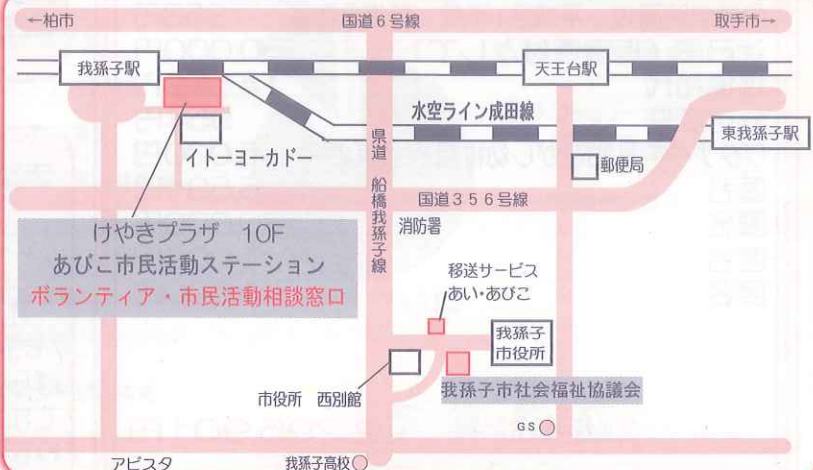 ←柏市
国道6号線
取手市→
我孫子駅
天王台駅
水空ライン成田線
東我孫子駅
イトーヨーカドー
郵便局
県道 船橋我孫子線
国道356号線
消防署
けやきプラザ 10F
あびこ市民活動ステーション
ボランティア・市民活動相談窓口
移送サービス
あい・あびこ
我孫子
市役所
市役所 西別館
我孫子市社会福祉協議会
GS
アビスタ
我孫子高校